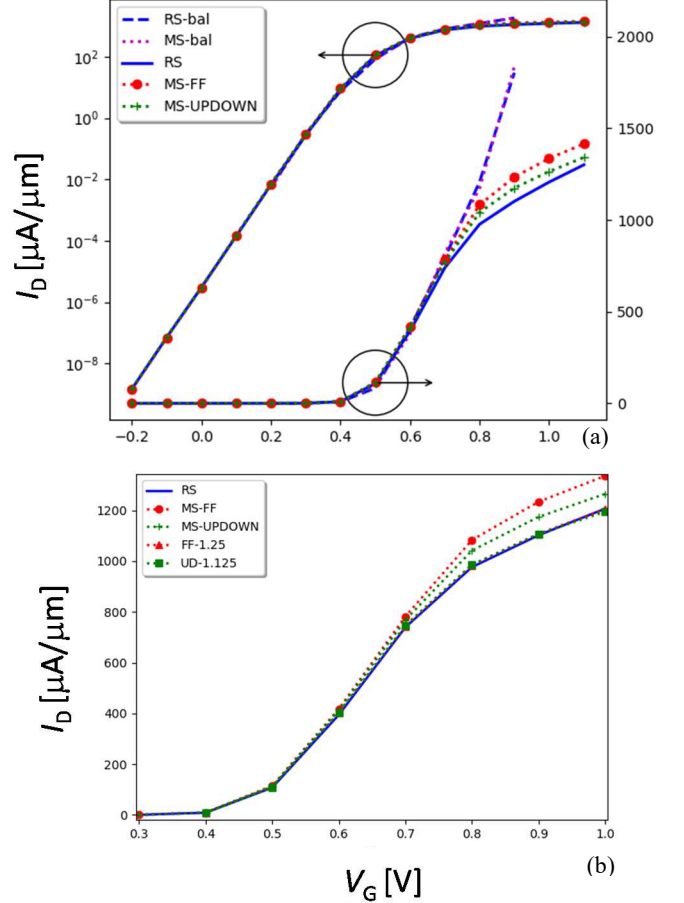 RS-bal
MS-bal
RS
MS-FF
MS-UPDOWN
10² 10⁰ 10⁻² 10⁻⁴ 10⁻⁶ 10⁻⁸
2000 1500 1000 500 0
I_D [µA/µm]
−0.2 0.0 0.2 0.4 0.6 0.8 1.0
(a)
RS
MS-FF
MS-UPDOWN
FF-1.25
UD-1.125
1200 1000 800 600 400 200 0
I_D [µA/µm]
0.3 0.4 0.5 0.6 0.7 0.8 0.9 1.0
V_G [V]
(b)